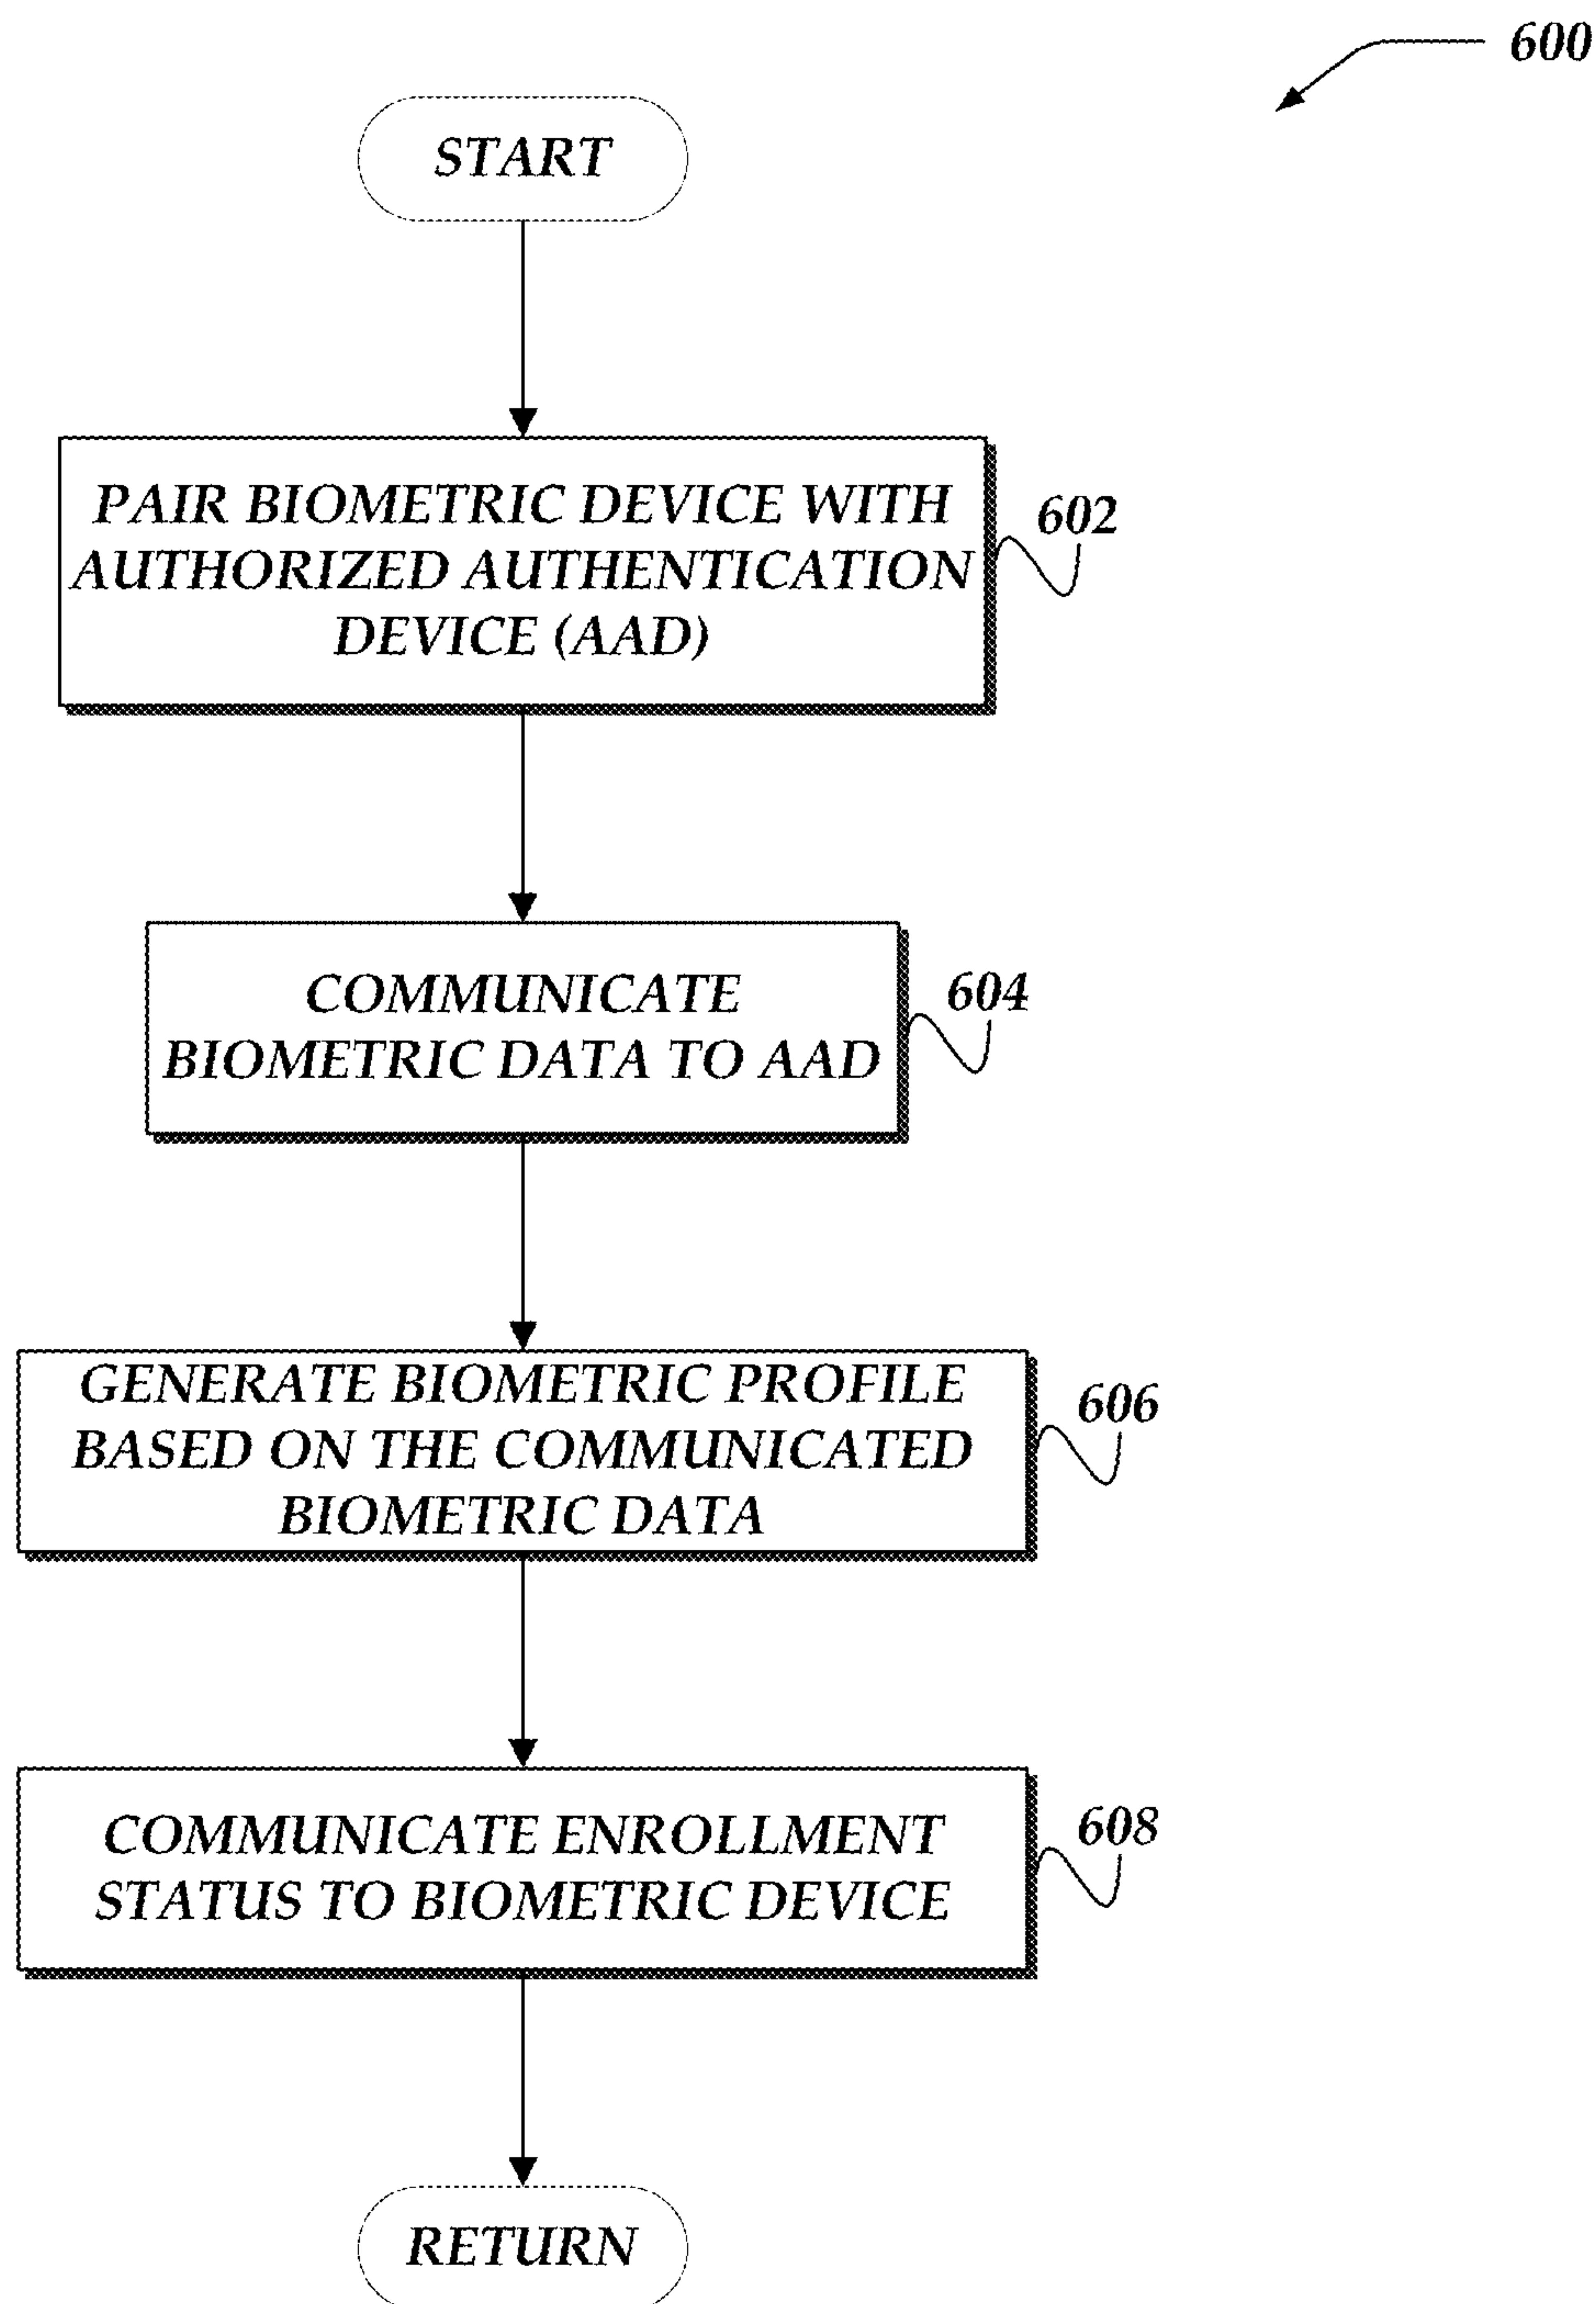 600
START
PAIR BIOMETRIC DEVICE WITH
AUTHORIZED AUTHENTICATION
DEVICE (AAD)
602
COMMUNICATE
BIOMETRIC DATA TO AAD
604
GENERATE BIOMETRIC PROFILE
BASED ON THE COMMUNICATED
BIOMETRIC DATA
606
COMMUNICATE ENROLLMENT
STATUS TO BIOMETRIC DEVICE
608
RETURN